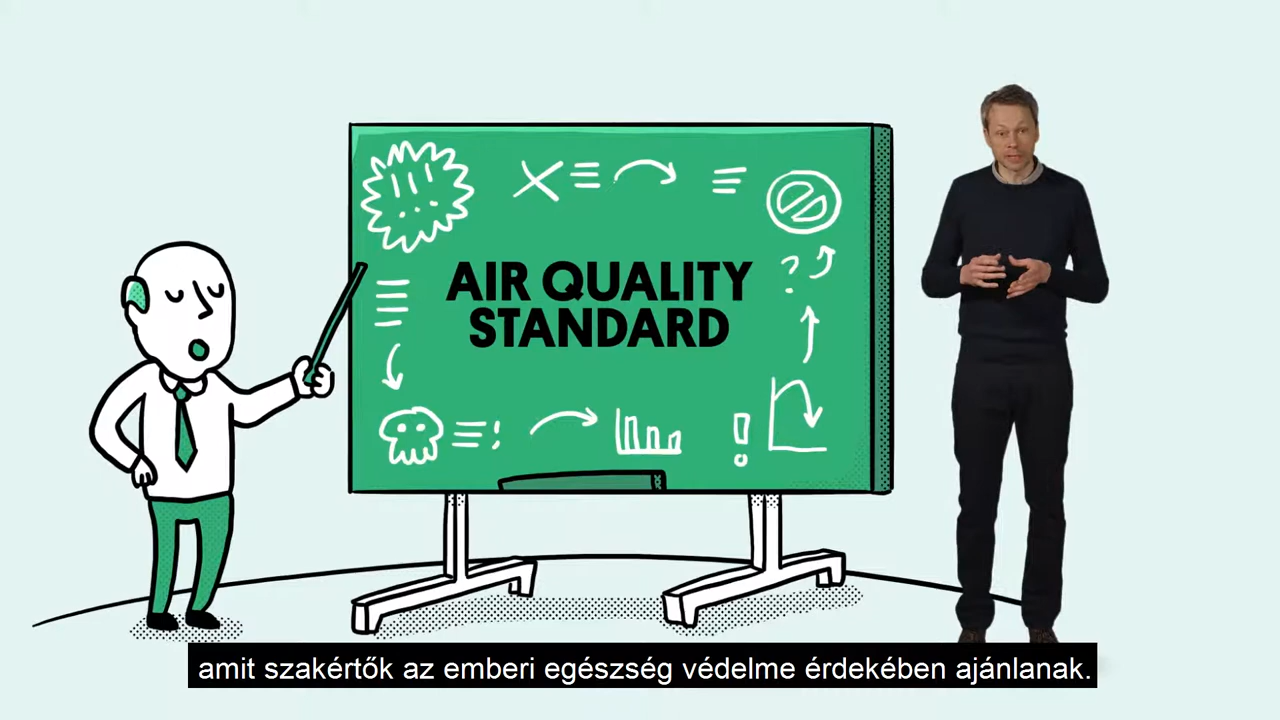 AIR QUALITY
STANDARD
amit szakértők az emberi egészség védelme érdekében ajánlanak.